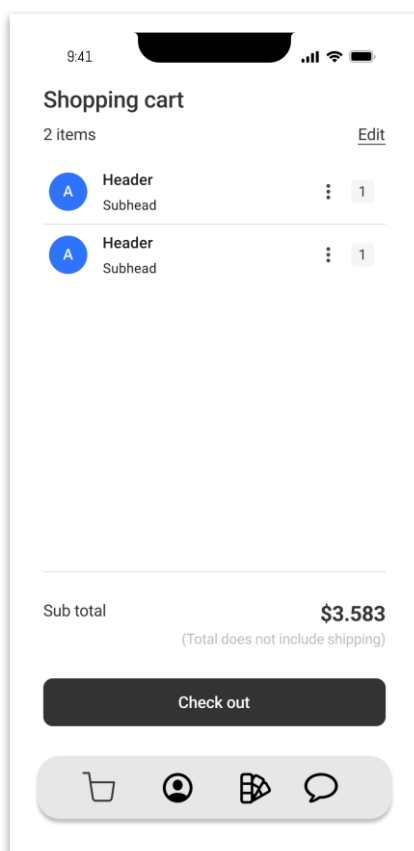 9:41
Shopping cart
2 items
Edit
A
Header
Subhead
1
A
Header
Subhead
1
Sub total
$3.583
(Total does not include shipping)
Check out